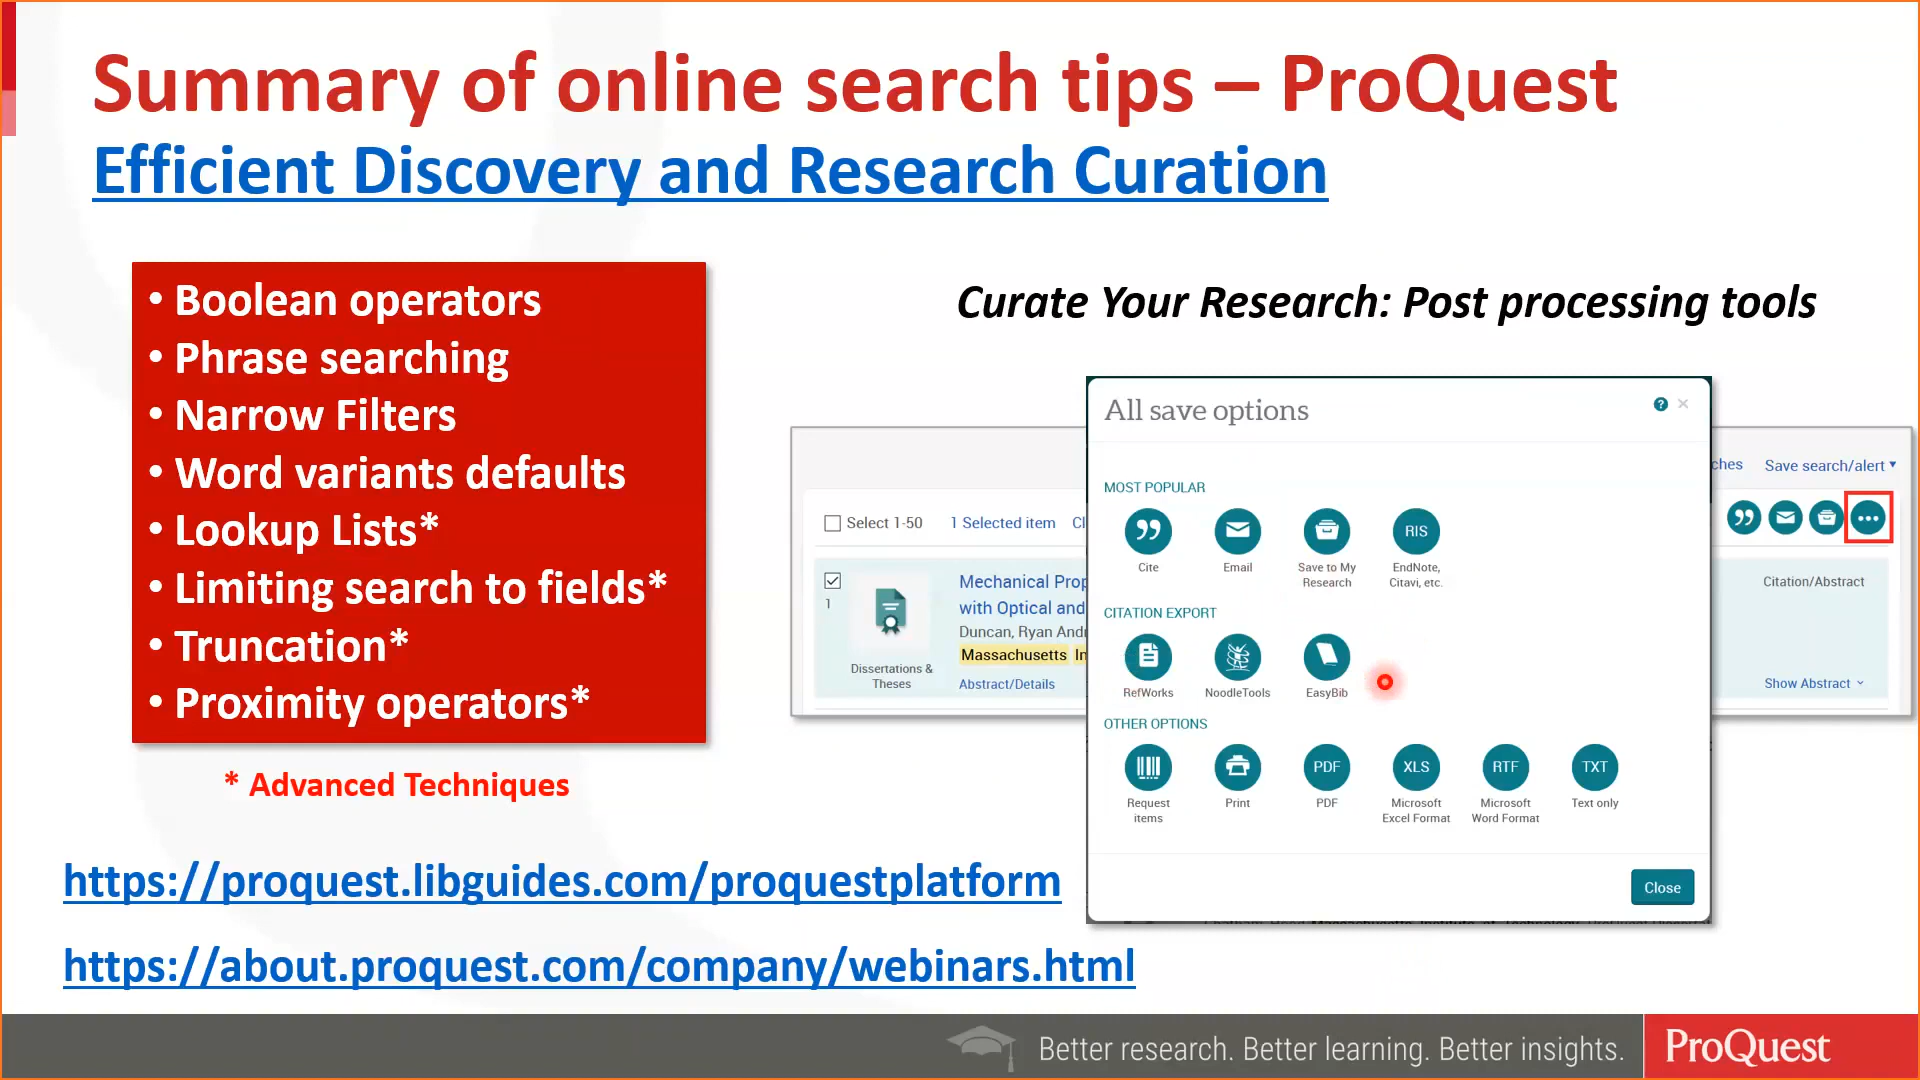 Summary of online search tips – ProQuest
Efficient Discovery and Research Curation
• Boolean operators
• Phrase searching
• Narrow Filters
• Word variants defaults
• Lookup Lists*
• Limiting search to fields*
• Truncation*
• Proximity operators*
* Advanced Techniques
https://proquest.libguides.com/proquestplatform
https://about.proquest.com/company/webinars.html
Curate Your Research: Post processing tools
Save search/alert
Select 1-50 1 Selected item
1
Dissertations &
Theses
Mechanical
with Optical and
Duncan, Ryan
Massachusetts
Abstract/Details
Citation/Abstract
Show Abstract
All save options
?
MOST POPULAR
RIS
Cite Email Save to My EndNote,
Research Citavi, etc.
CITATION EXPORT
RefWorks NoodleTools EasyBib
OTHER OPTIONS
PDF XLS RTF TXT
Request Print PDF Microsoft Microsoft Text only
items Excel Format Word Format
Close
Better research. Better learning. Better insights.
ProQuest